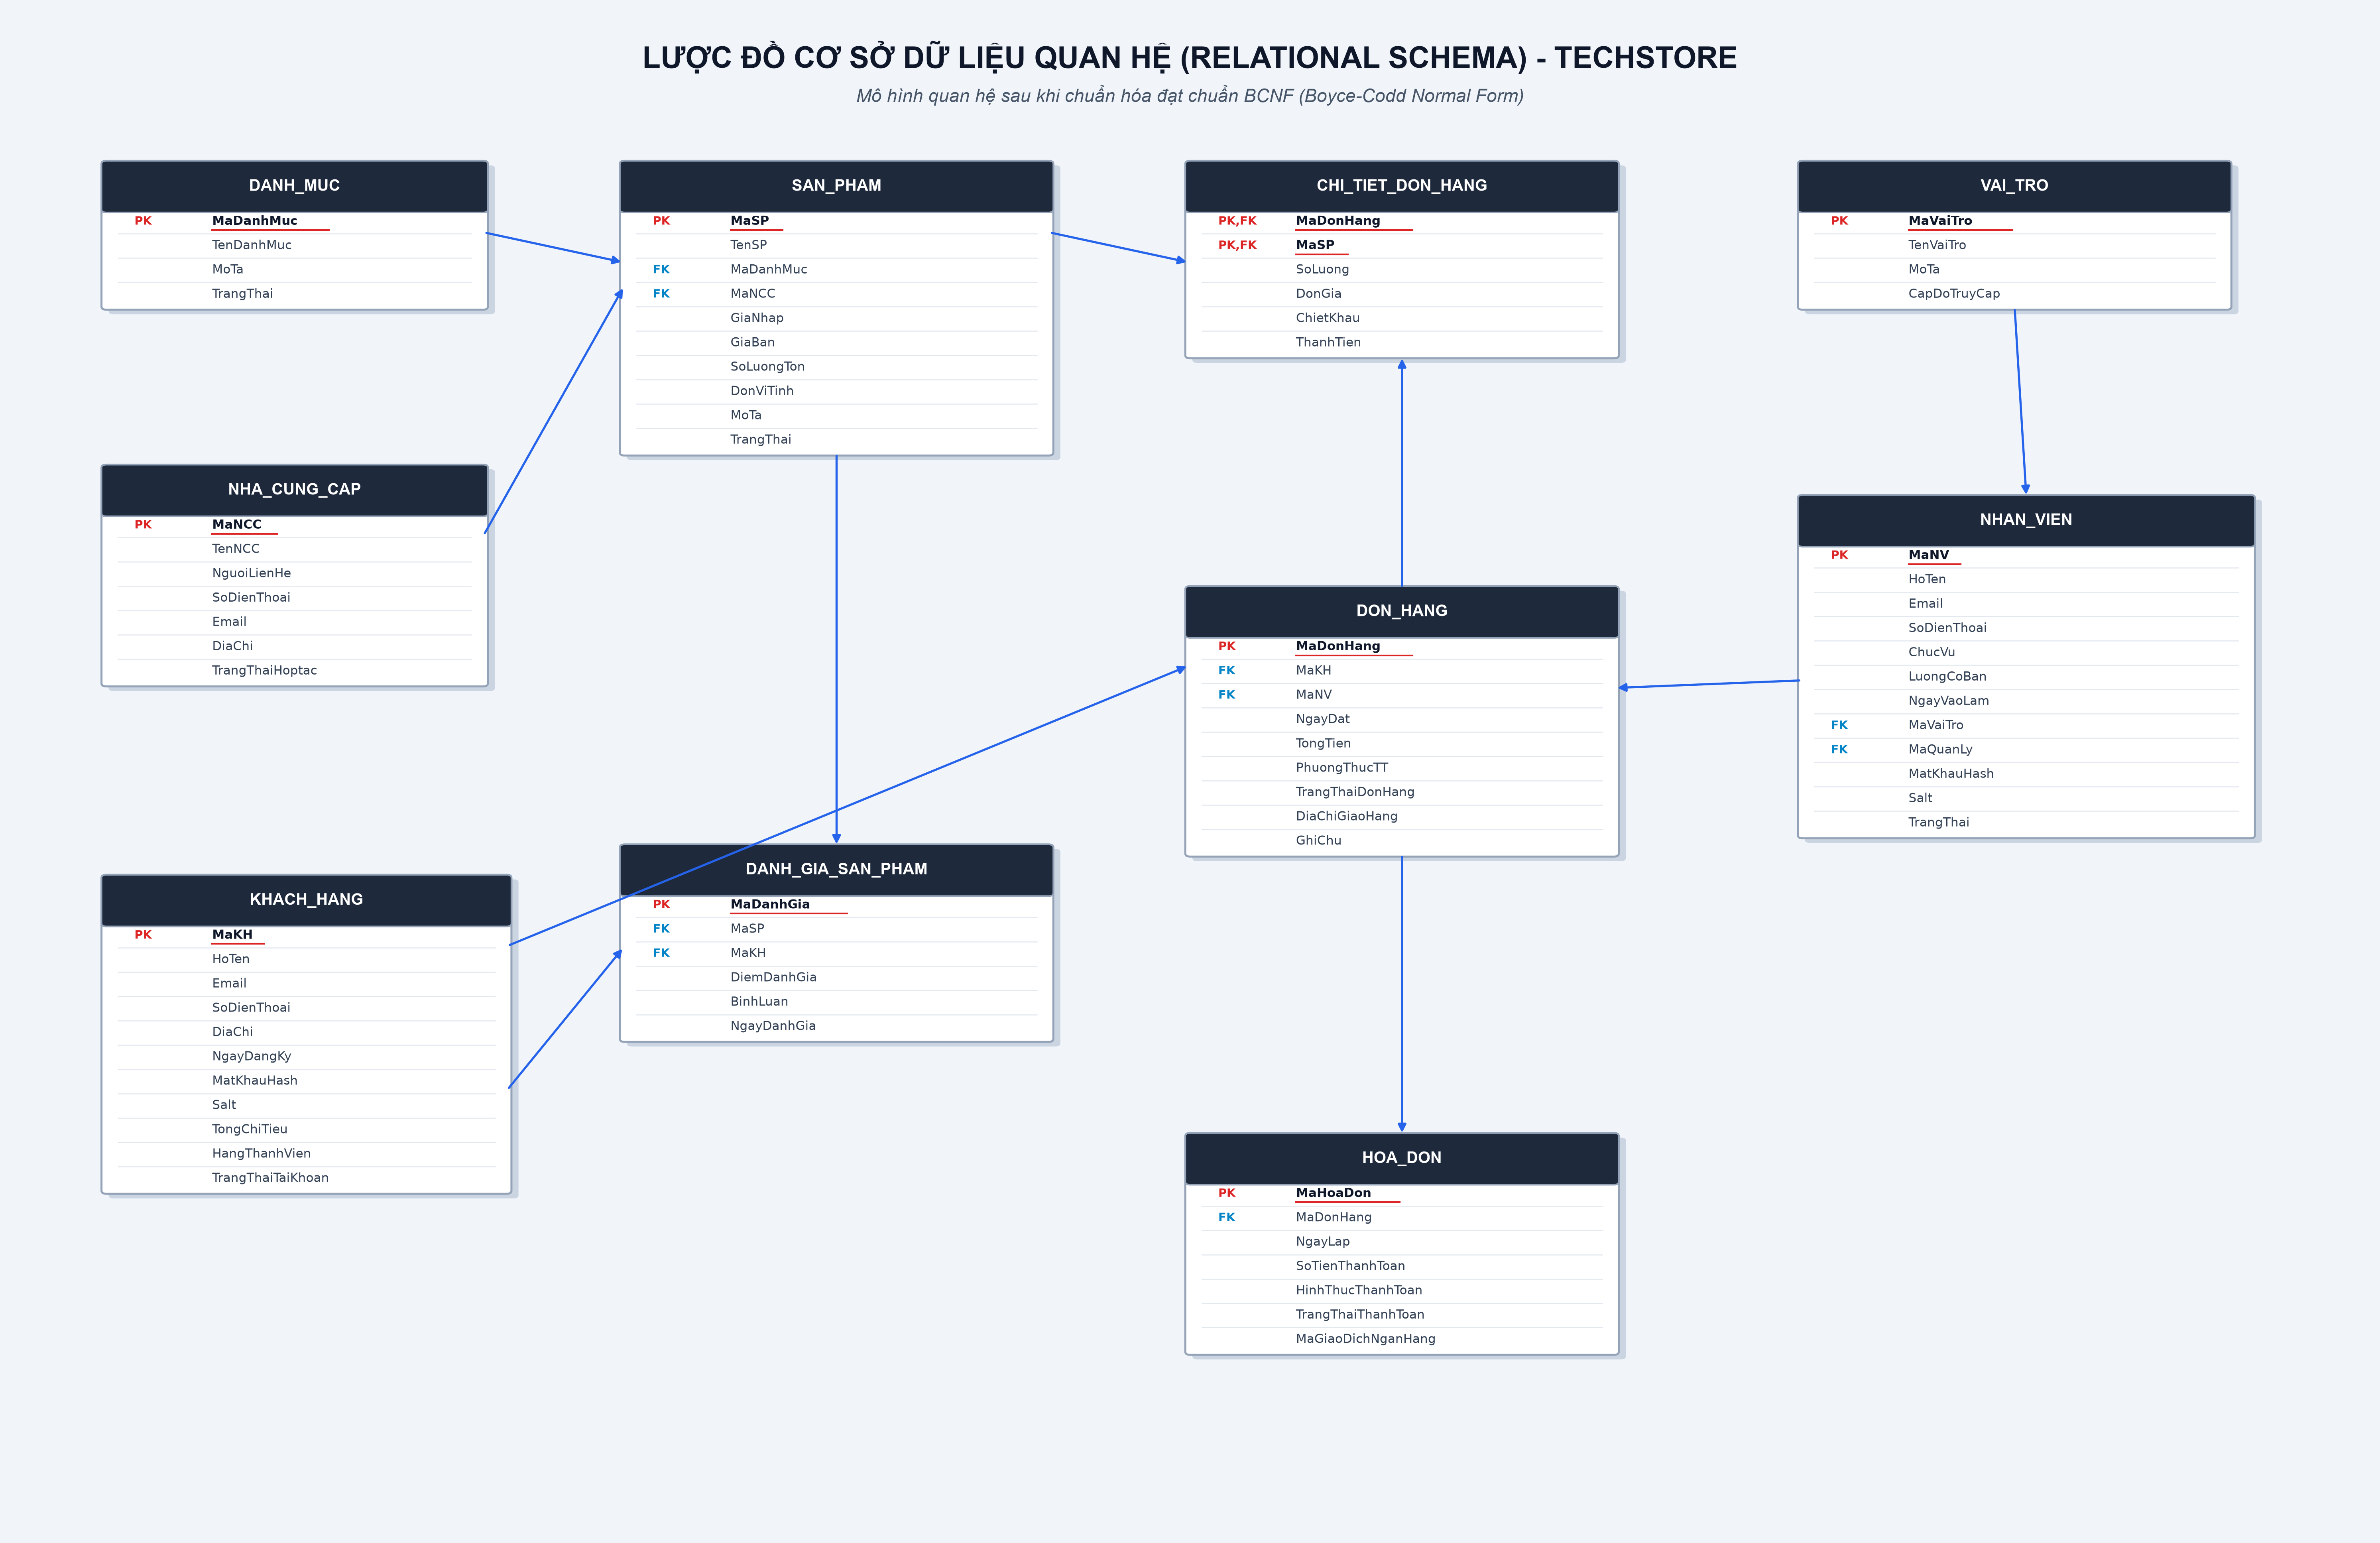 LƯỢC ĐỒ CƠ SỞ DỮ LIỆU QUAN HỆ (RELATIONAL SCHEMA) - TECHSTORE
Mô hình quan hệ sau khi chuẩn hóa đạt chuẩn BCNF (Boyce-Codd Normal Form)
DANH_MUC
PK MaDanhMuc
TenDanhMuc
MoTa
TrangThai
SAN_PHAM
PK MaSP
TenSP
FK MaDanhMuc
FK MaNCC
GiaNhap
GiaBan
SoLuongTon
DonViTinh
MoTa
TrangThai
CHI_TIET_DON_HANG
PK,FK MaDonHang
PK,FK MaSP
SoLuong
DonGia
ChietKhau
ThanhTien
VAI_TRO
PK MaVaiTro
TenVaiTro
MoTa
CapDoTruyCap
NHA_CUNG_CAP
PK MaNCC
TenNCC
NguoiLienHe
SoDienThoai
Email
DiaChi
TrangThaiHoptac
NHAN_VIEN
PK MaNV
HoTen
Email
SoDienThoai
ChucVu
LuongCoBan
NgayVaoLam
FK MaVaiTro
FK MaQuanLy
MatKhauHash
Salt
TrangThai
DON_HANG
PK MaDonHang
FK MaKH
FK MaNV
NgayDat
TongTien
PhuongThucTT
TrangThaiDonHang
DiaChiGiaoHang
GhiChu
KHACH_HANG
PK MaKH
HoTen
Email
SoDienThoai
DiaChi
NgayDangKy
MatKhauHash
Salt
TongChiTieu
HangThanhVien
TrangThaiTaiKhoan
DANH_GIA_SAN_PHAM
PK MaDanhGia
FK MaSP
FK MaKH
DiemDanhGia
BinhLuan
NgayDanhGia
HOA_DON
PK MaHoaDon
FK MaDonHang
NgayLap
SoTienThanhToan
HinhThucThanhToan
TrangThaiThanhToan
MaGiaoDichNganHang